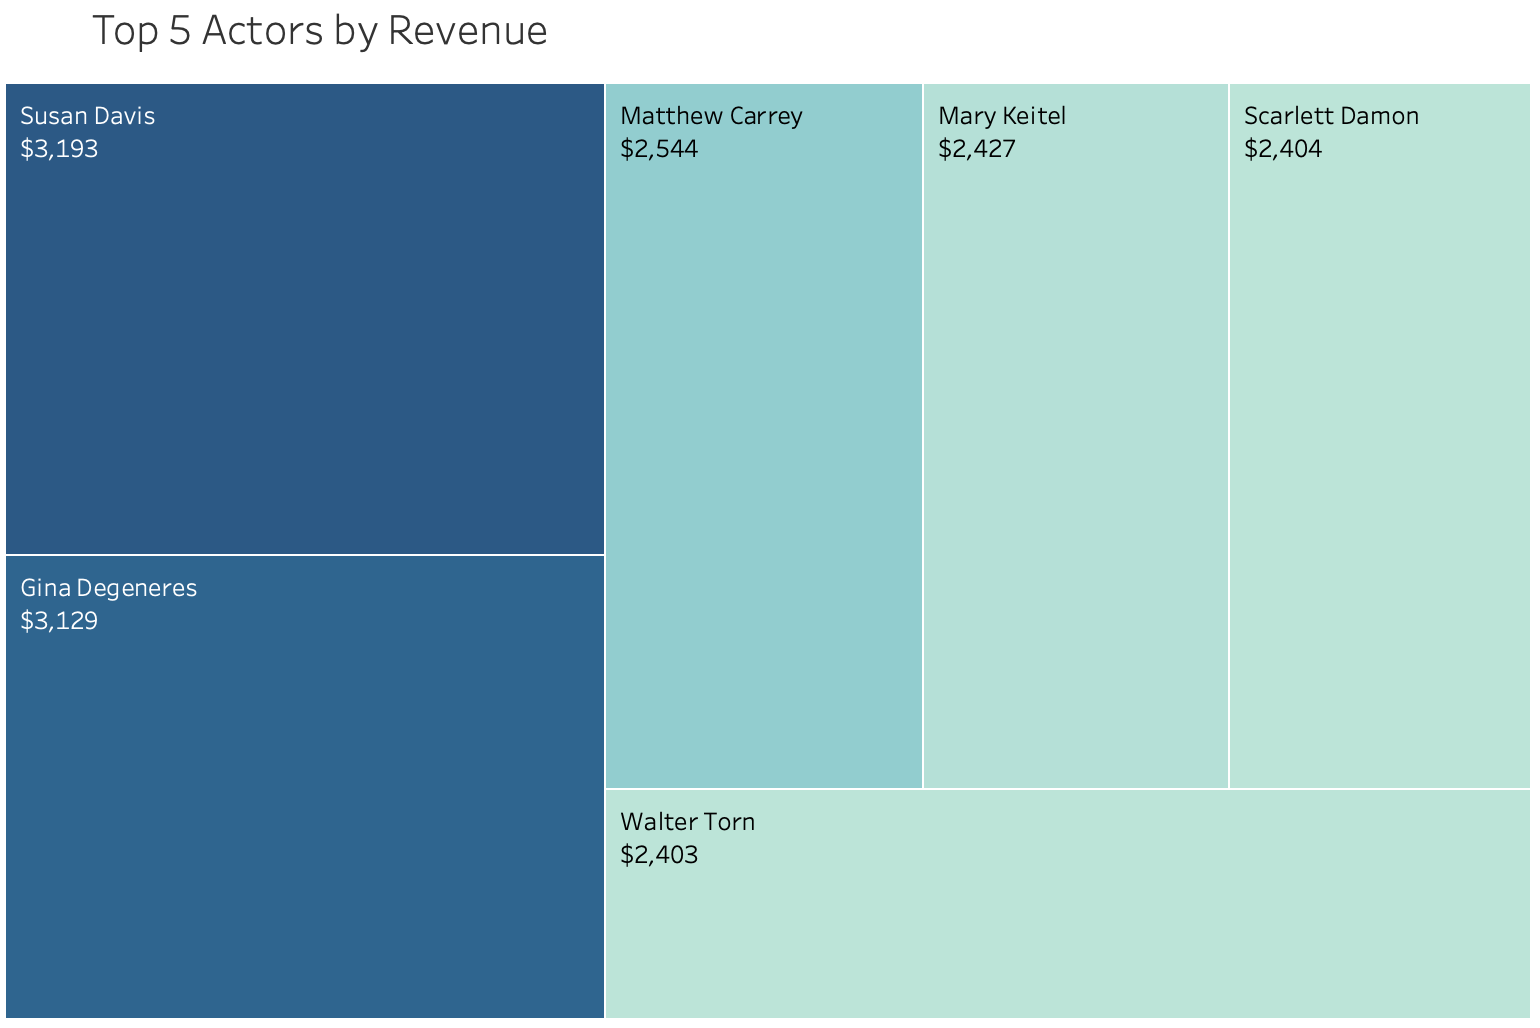 Top 5 Actors by Revenue
Susan Davis
$3,193
Gina Degeneres
$3,129
Matthew Carrey
$2,544
Mary Keitel
$2,427
Scarlett Damon
$2,404
Walter Torn
$2,403